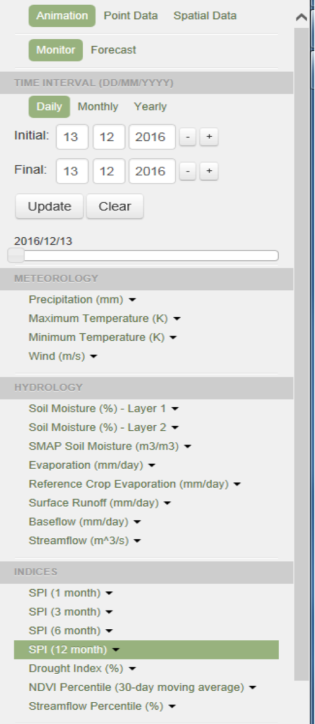 Animation Point Data Spatial Data
Monitor Forecast
TIME INTERVAL (DD/MM/YYYY)
Daily Monthly Yearly
Initial: 13 12 2016 - +
Final: 13 12 2016 - +
Update Clear
2016/12/13
METEOROLOGY
Precipitation (mm)
Maximum Temperature (K)
Minimum Temperature (K)
Wind (m/s)
HYDROLOGY
Soil Moisture (%) - Layer 1
Soil Moisture (%) - Layer 2
SMAP Soil Moisture (m3/m3)
Evaporation (mm/day)
Reference Crop Evaporation (mm/day)
Surface Runoff (mm/day)
Baseflow (mm/day)
Streamflow (m^3/s)
INDICES
SPI (1 month)
SPI (3 month)
SPI (6 month)
SPI (12 month)
Drought Index (%)
NDVI Percentile (30-day moving average)
Streamflow Percentile (%)